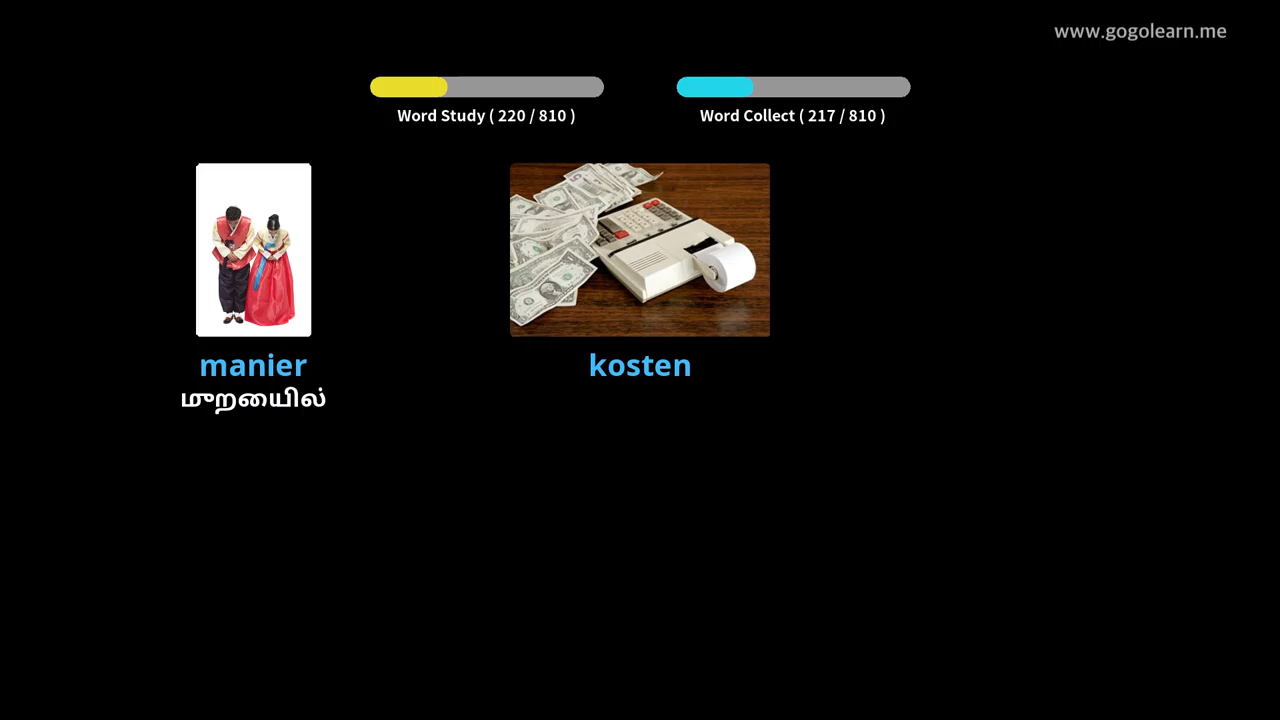 www.gogolearn.me
Word Study ( 220 / 810 )
Word Collect ( 217 / 810 )
manier
முறையில்
kosten